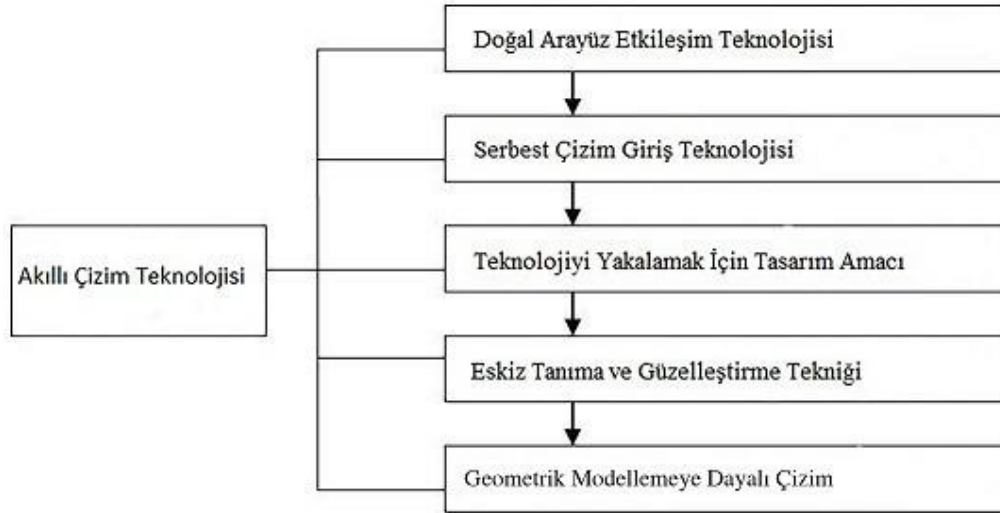 Doğal Arayüz Etkileşim Teknolojisi
Serbest Çizim Giriş Teknolojisi
Akıllı Çizim Teknolojisi
Teknolojiyi Yakalamak İçin Tasarım Amacı
Eskiz Tanıma ve Güzelleştirme Tekniği
Geometrik Modellemeye Dayalı Çizim